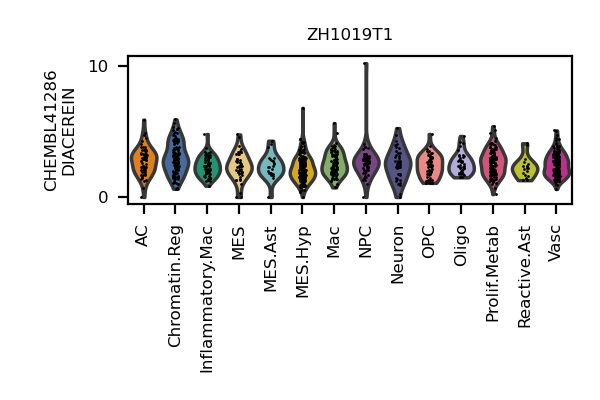 ZH1019T1
CHEMBL41286
DIACEREIN
10
0
AC
Chromatin.Reg
Inflammatory.Mac
MES
MES.Ast
MES.Hyp
Mac
NPC
Neuron
OPC
Oligo
Prolif.Metab
Reactive.Ast
Vasc